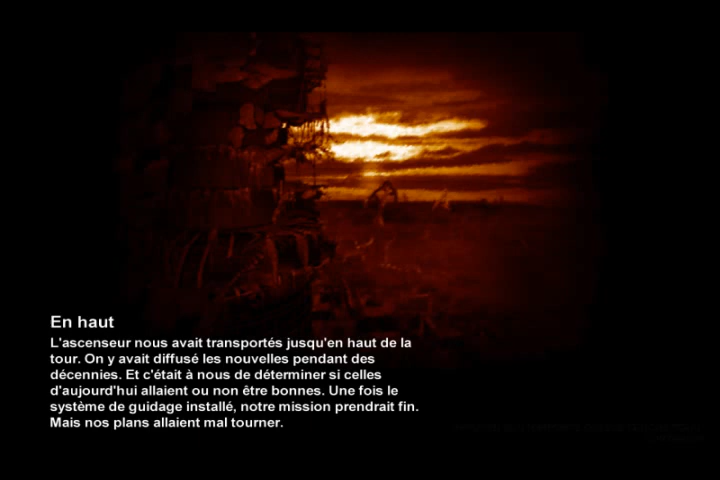 En haut
L'ascenseur nous avait transportés jusqu'en haut de la
tour. On y avait diffusé les nouvelles pendant des
décennies. Et c'était à nous de déterminer si celles
d'aujourd'hui allaient ou non être bonnes. Une fois le
système de guidage installé, notre mission prendrait fin.
Mais nos plans allaient mal tourner.